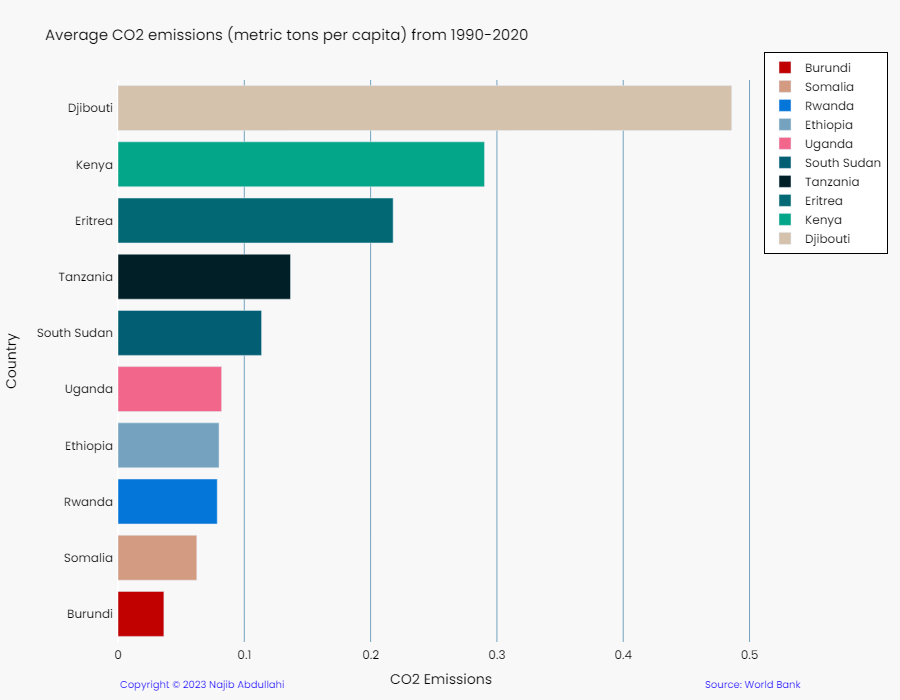 Average CO2 emissions (metric tons per capita) from 1990-2020
Burundi
Somalia
Rwanda
Ethiopia
Uganda
South Sudan
Tanzania
Eritrea
Kenya
Djibouti
Country
Djibouti
Kenya
Eritrea
Tanzania
South Sudan
Uganda
Ethiopia
Rwanda
Somalia
Burundi
0 0.1 0.2 0.3 0.4 0.5
CO2 Emissions
Copyright © 2023 Najib Abdullahi
Source: World Bank